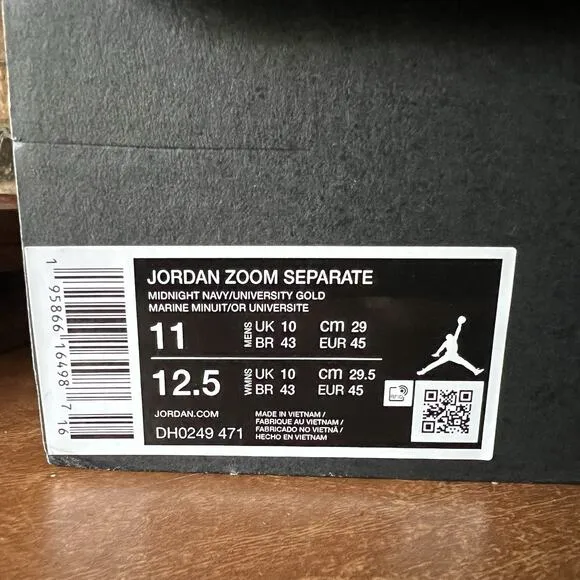 JORDAN ZOOM SEPARATE
MIDNIGHT NAVY/UNIVERSITY GOLD
MARINE MINUIT/OR UNIVERSITE
11 MENS UK 10 cm 29
BR 43 EUR 45
12.5 WMNS UK 10 cm 29.5
BR 43 EUR 45
JORDAN.COM
DH0249 471
MADE IN VIETNAM /
FABRIQUE AU VIETNAM /
FABRICADO NO VIETNÃ /
HECHO EN VIETNAM
1 95866 16498 7 16